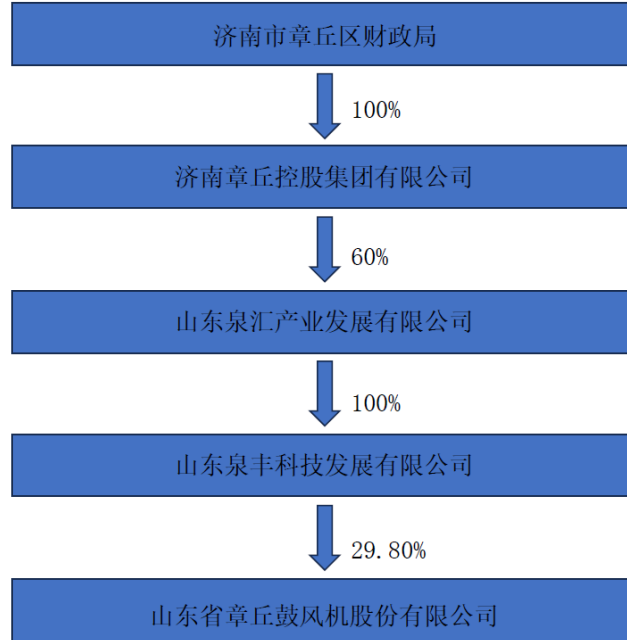 济南市章丘区财政局
100%
济南章丘控股集团有限公司
60%
山东泉汇产业发展有限公司
100%
山东泉丰科技发展有限公司
29.80%
山东省章丘鼓风机股份有限公司